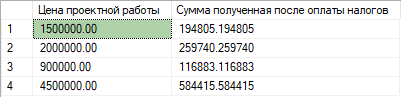 Цена проектной работы Сумма полученная после оплаты налогов
1 1500000.00 194805.194805
2 2000000.00 259740.259740
3 900000.00 116883.116883
4 4500000.00 584415.584415